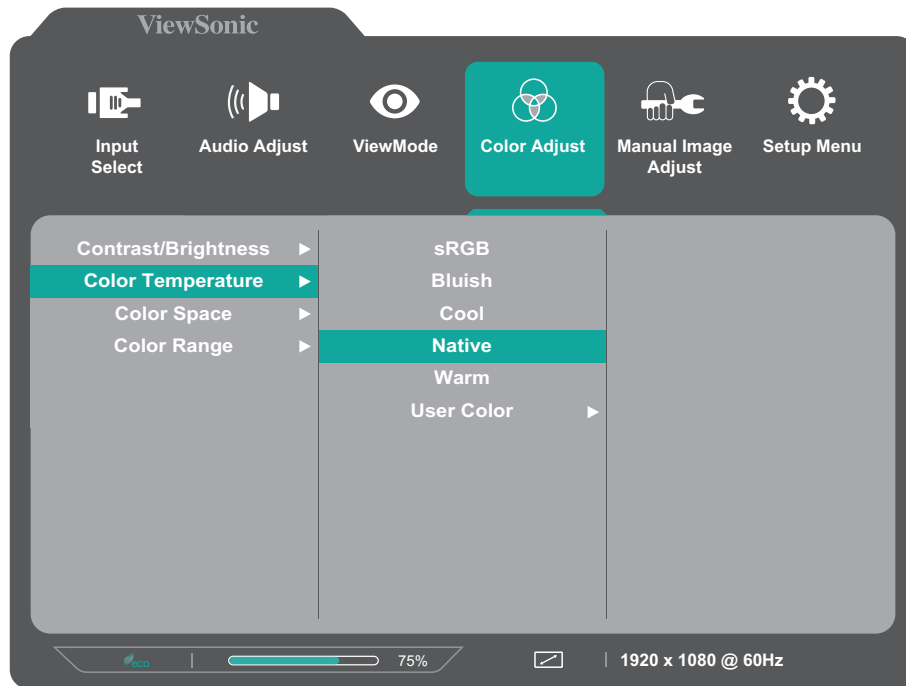 ViewSonic
Input
Select
Audio Adjust
ViewMode
Color Adjust
Manual Image
Adjust
Setup Menu
Contrast/Brightness
Color Temperature
Color Space
Color Range
sRGB
Bluish
Cool
Native
Warm
User Color
eco
75%
1920 x 1080 @ 60Hz